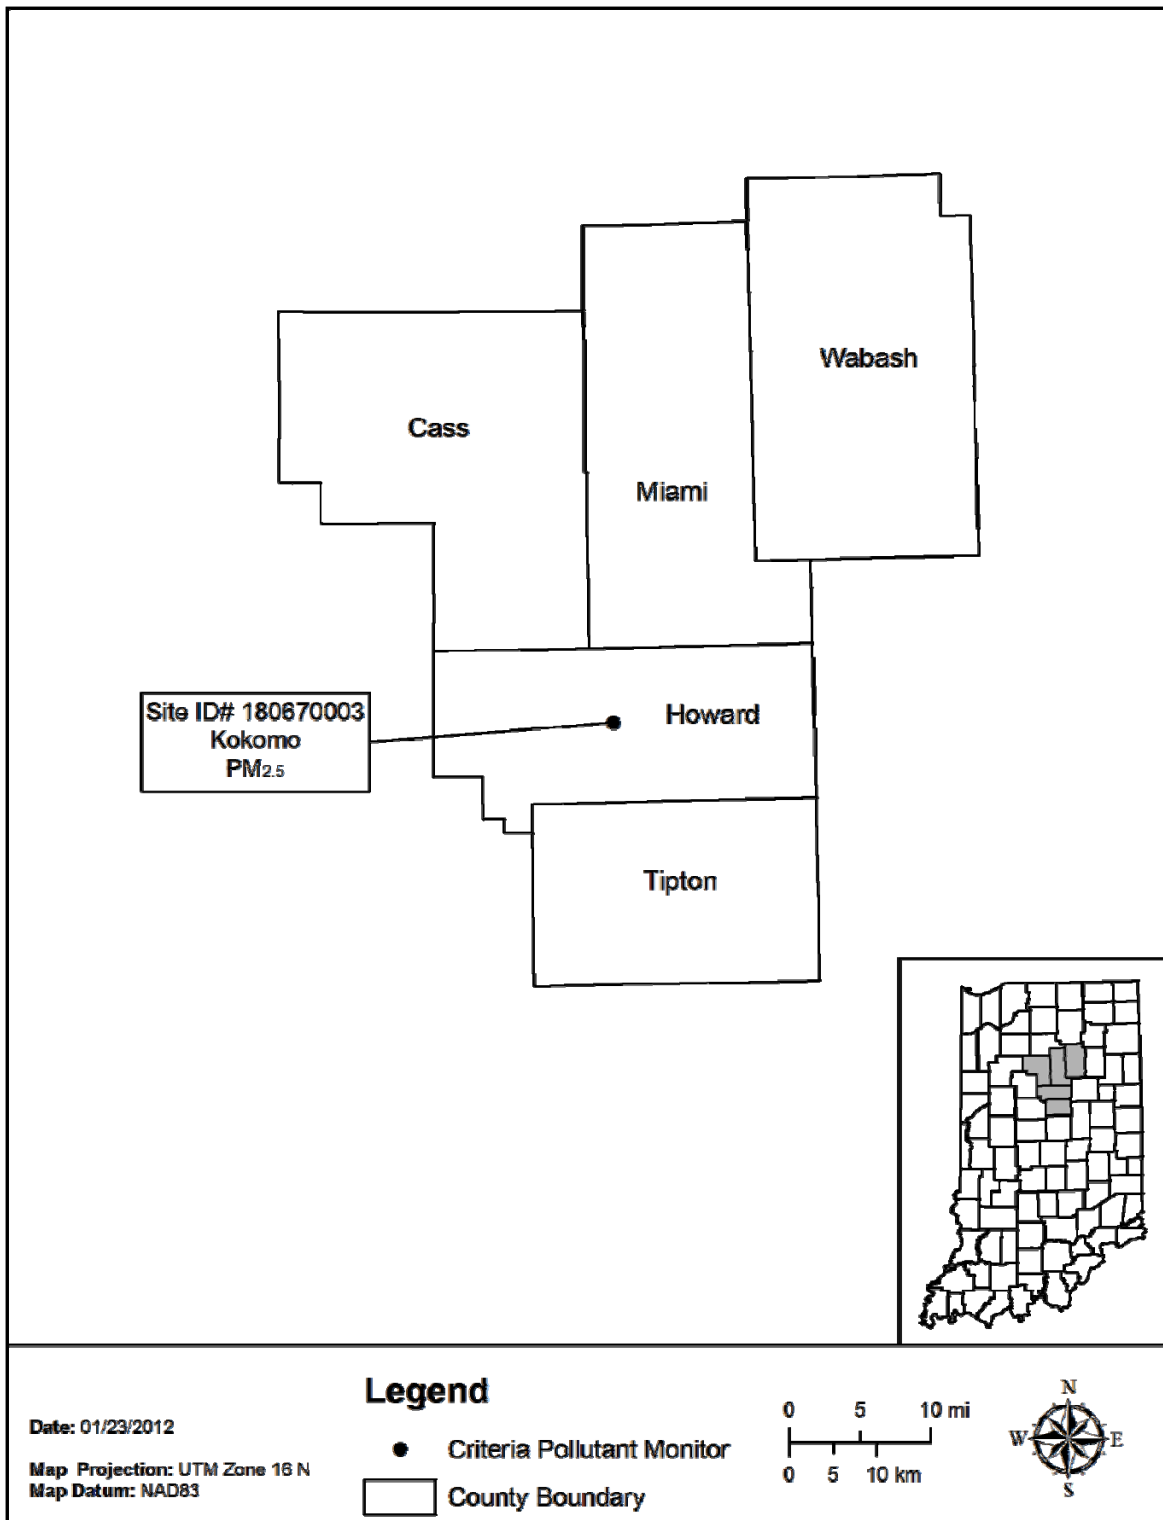 Wabash
Cass
Miami
Site ID# 180670003
Kokomo
PM2.5
Howard
Tipton
Legend
Date: 01/23/2012
Map Projection: UTM Zone 16 N
Map Datum: NAD83
Criteria Pollutant Monitor
County Boundary
0 5 10 mi
0 5 10 km
N
W E
S